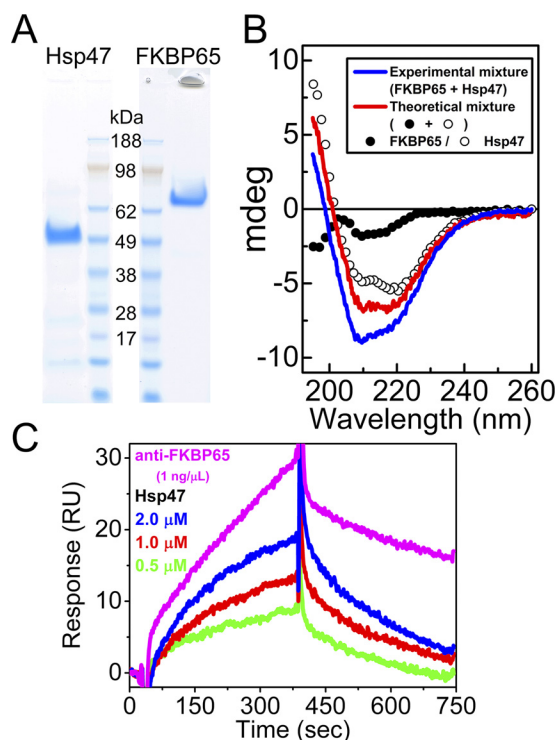 A
Hsp47
FKBP65
kDa
188
98
62
49
38
28
17
B
mdeg
10
5
0
-5
-10
Experimental mixture
(FKBP65 + Hsp47)
Theoretical mixture
( ● + ○ )
● FKBP65 / ○ Hsp47
200 220 240 260
Wavelength (nm)
C
Response (RU)
30
20
10
0
anti-FKBP65
(1 ng/μL)
Hsp47
2.0 μM
1.0 μM
0.5 μM
0 150 300 450 600 750
Time (sec)